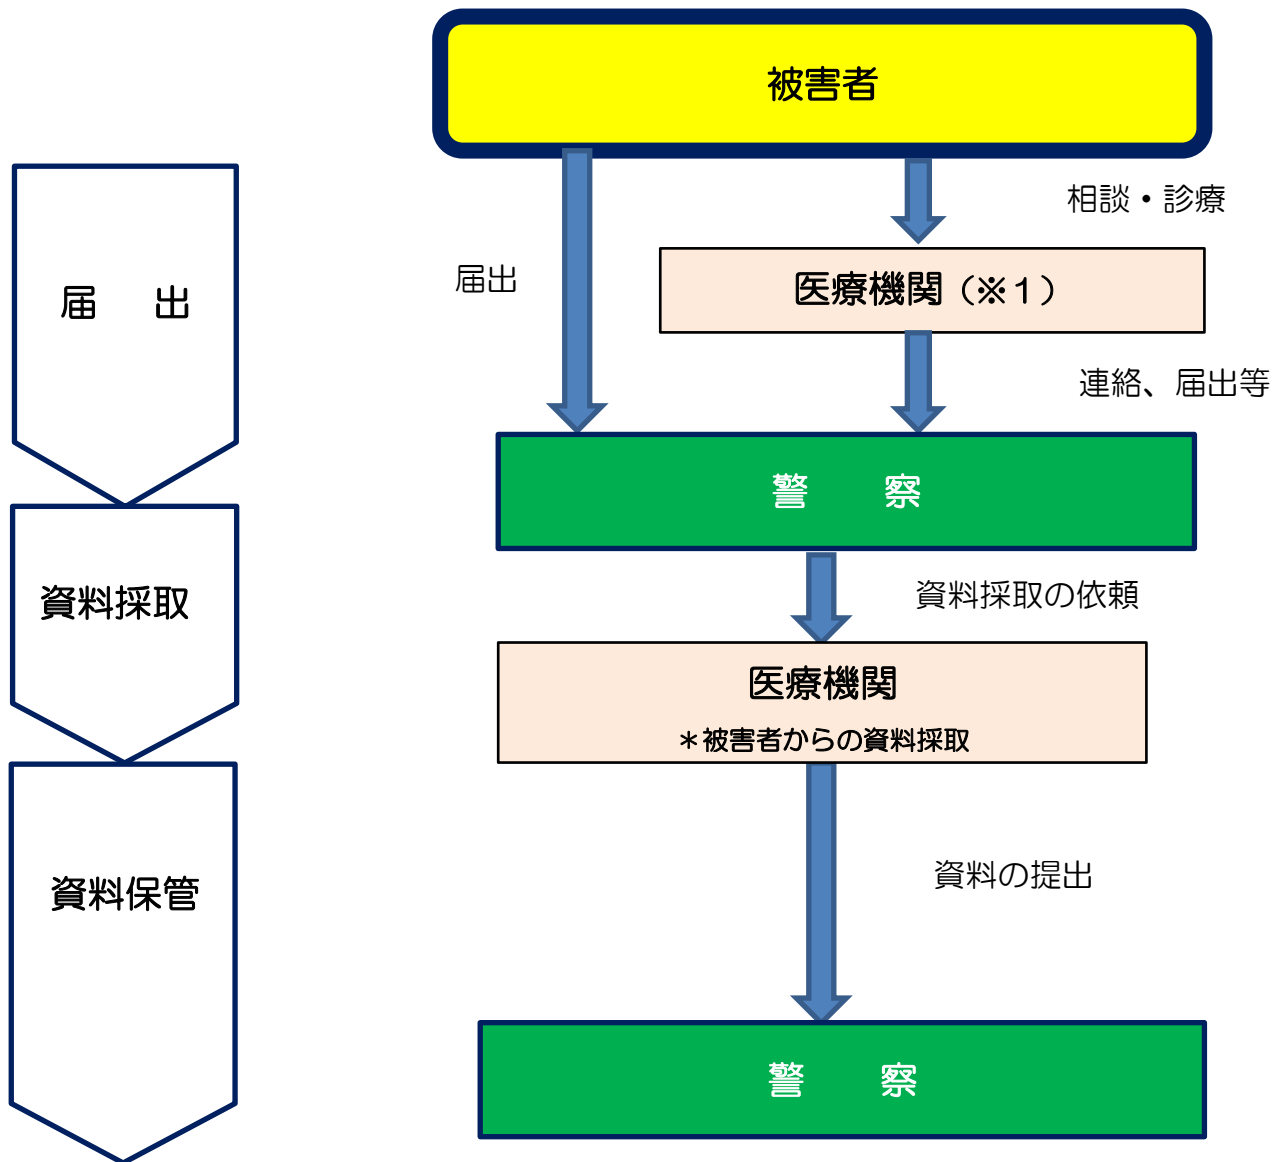 被害者
相談・診療
届出
医療機関（※１）
届　出
連絡、届出等
警　察
資料採取の依頼
資料採取
医療機関
＊被害者からの資料採取
資料の提出
資料保管
警　察